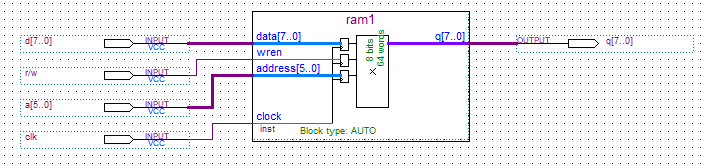 ram1
d[7..0] INPUT VCC data[7..0] q[7..0] OUTPUT q[7..0]
r/w INPUT VCC wren
a[5..0] INPUT VCC address[5..0]
8 bits
64 words
clk INPUT VCC clock
inst Block type: AUTO